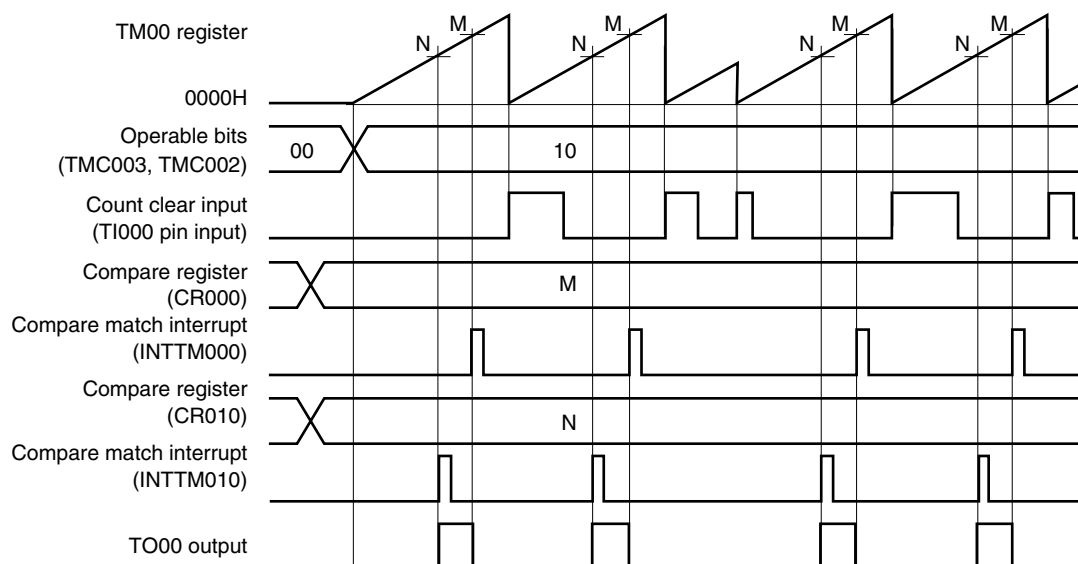 TM00 register
N M N M N M N M
0000H
Operable bits
(TMC003, TMC002)
00 10
Count clear input
(TI000 pin input)
Compare register
(CR000)
M
Compare match interrupt
(INTTM000)
Compare register
(CR010)
N
Compare match interrupt
(INTTM010)
TO00 output